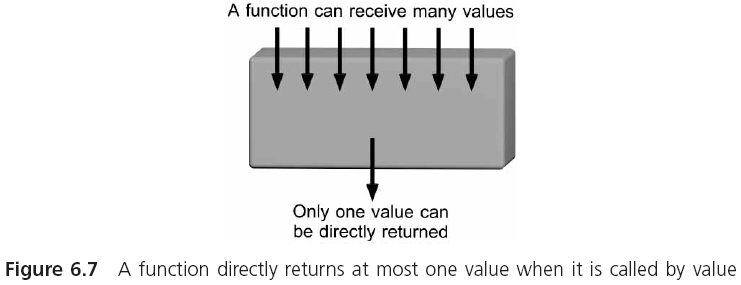 A function can receive many values
Only one value can
be directly returned
Figure 6.7 A function directly returns at most one value when it is called by value